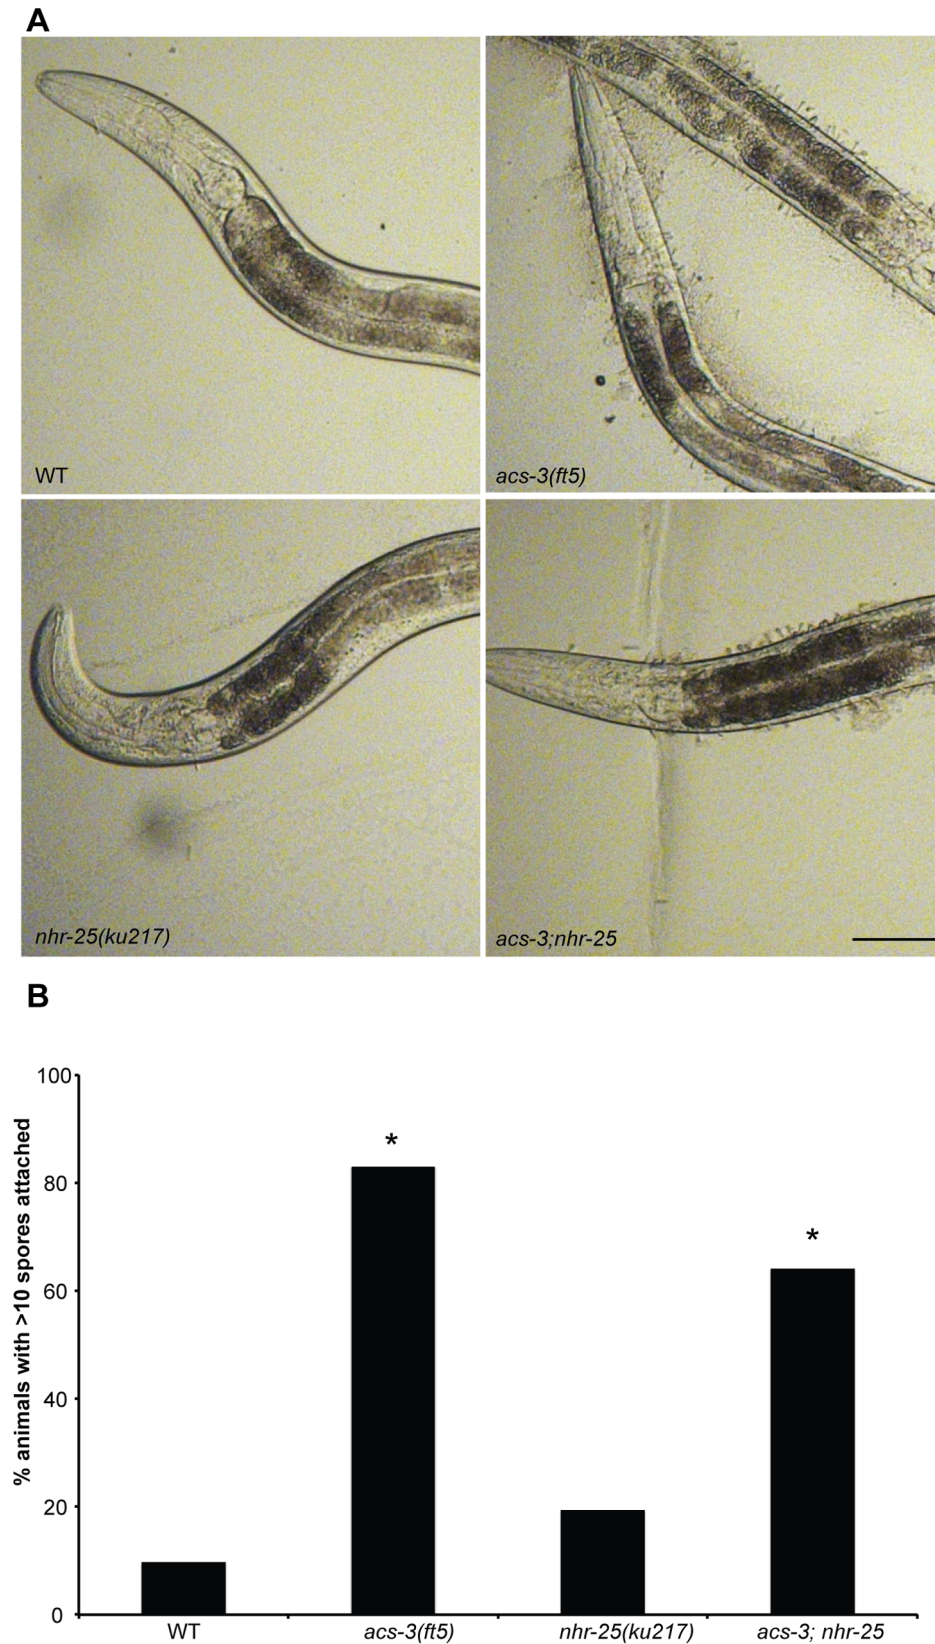 A
WT
acs-3(ft5)
nhr-25(ku217)
acs-3;nhr-25
B
% animals with >10 spores attached
100
80
60
40
20
0
*
*
WT
acs-3(ft5)
nhr-25(ku217)
acs-3; nhr-25